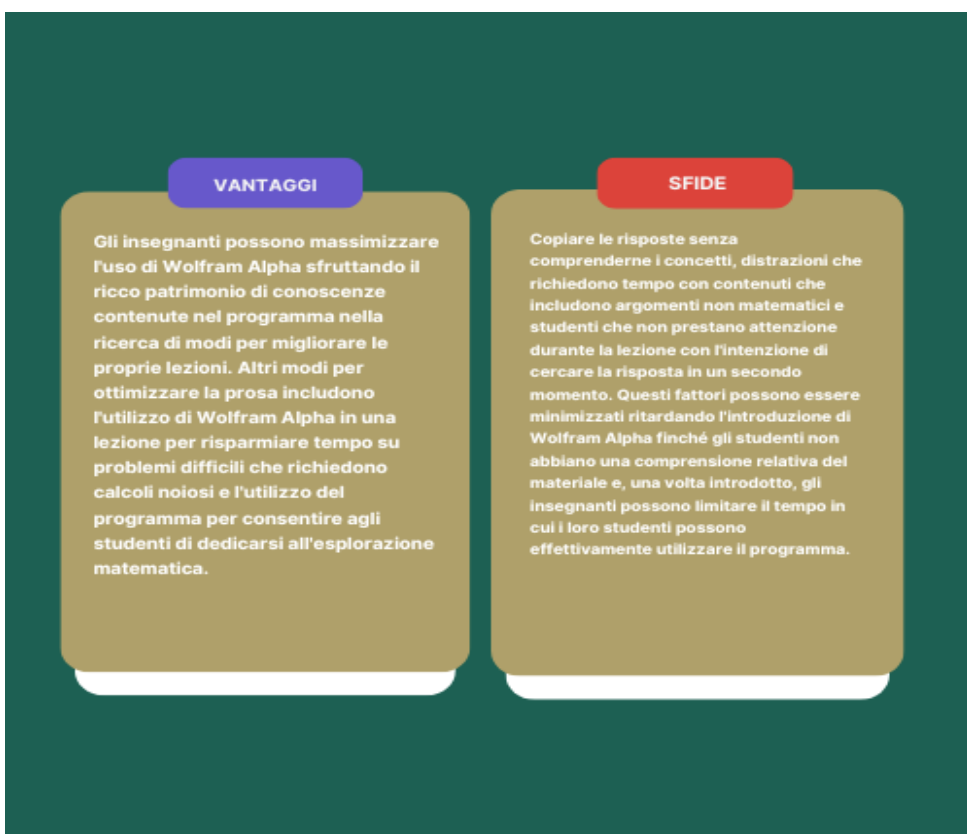 VANTAGGI
Gli insegnanti possono massimizzare
l'uso di Wolfram Alpha sfruttando il
ricco patrimonio di conoscenze
contenute nel programma nella
ricerca di modi per migliorare le
proprie lezioni. Altri modi per
ottimizzare la prosa includono
l'utilizzo di Wolfram Alpha in una
lezione per risparmiare tempo su
problemi difficili che richiedono
calcoli noiosi e l'utilizzo del
programma per consentire agli
studenti di dedicarsi all'esplorazione
matematica.
SFIDE
Copiare le risposte senza
comprenderne i concetti, distrazioni che
richiedono tempo con contenuti che
includono argomenti non matematici e
studenti che non prestano attenzione
durante la lezione con l'intenzione di
cercare la risposta in un secondo
momento. Questi fattori possono essere
minimizzati ritardando l'introduzione di
Wolfram Alpha finché gli studenti non
abbiano una comprensione relativa del
materiale e, una volta introdotto, gli
insegnanti possono limitare il tempo in
cui i loro studenti possono
effettivamente utilizzare il programma.